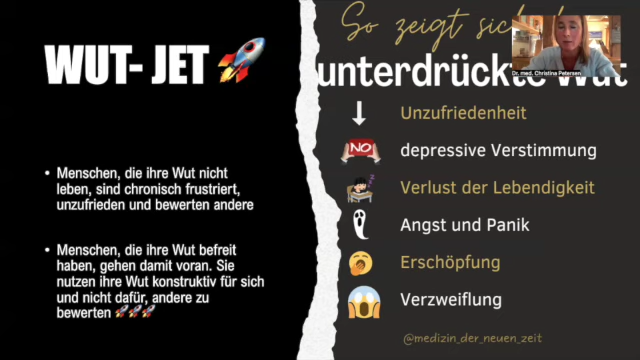 WUT- JET
• Menschen, die ihre Wut nicht
leben, sind chronisch frustriert,
unzufrieden und bewerten andere
• Menschen, die ihre Wut befreit
haben, gehen damit voran. Sie
nutzen ihre Wut konstruktiv für sich
und nicht dafür, andere zu
bewerten 🚀🚀🚀
So zeigt sich
unterdrückte Wut
Dr. med. Christina Petersen
Unzufriedenheit
NO
depressive Verstimmung
Verlust der Lebendigkeit
Angst und Panik
Erschöpfung
Verzweiflung
@medizin_der_neuen_zeit